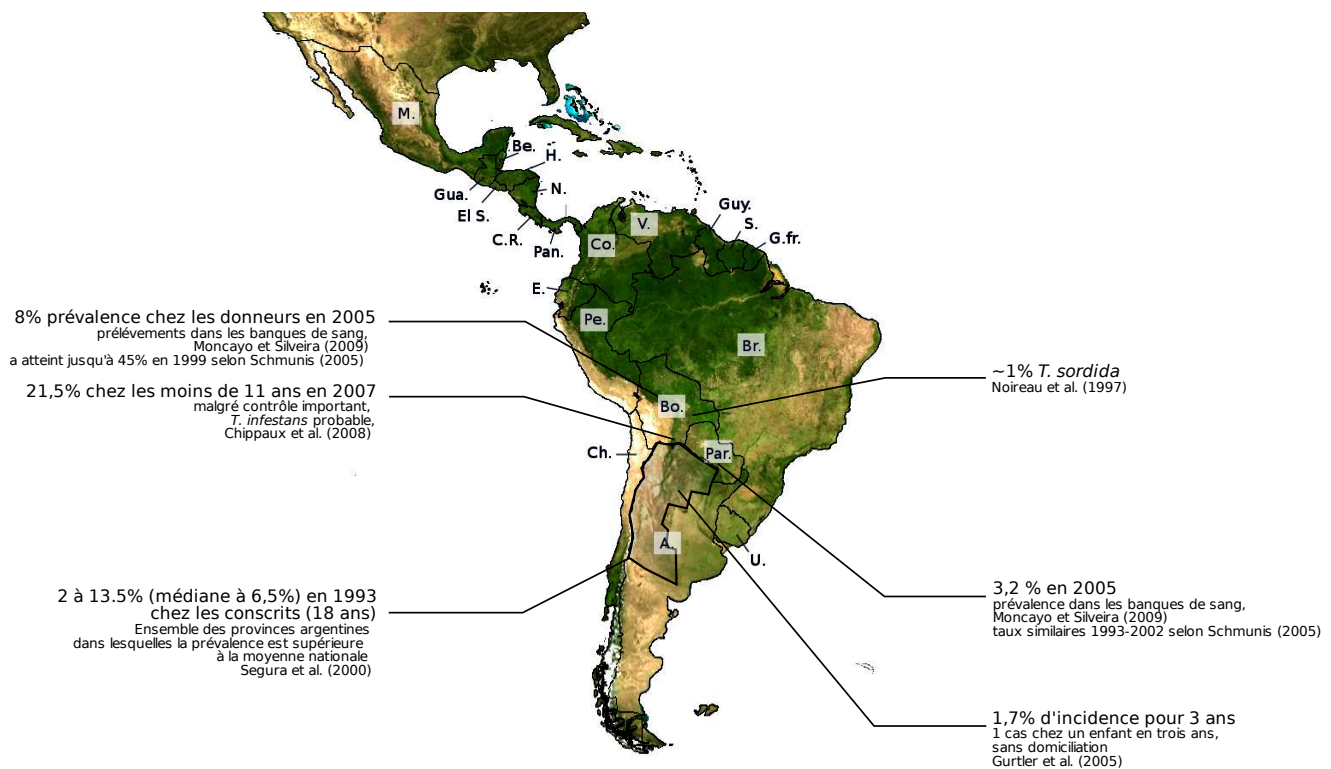 M.
Be.
H.
Gua.
N.
El S.
C.R.
Pan.
V.
Co.
Guy.
S.
G.fr.
E.
Pe.
Br.
8% prévalence chez les donneurs en 2005
prélévements dans les banques de sang,
Moncayo et Silveira (2009)
a atteint jusqu'à 45% en 1999 selon Schmunis (2005)
21,5% chez les moins de 11 ans en 2007
malgré contrôle important,
T. infestans probable,
Chippaux et al. (2008)
~1% T. sordida
Noireau et al. (1997)
Bo.
Ch.
Par.
A.
U.
2 à 13.5% (médiane à 6,5%) en 1993
chez les conscrits (18 ans)
Ensemble des provinces argentines
dans lesquelles la prévalence est supérieure
à la moyenne nationale
Segura et al. (2000)
3,2 % en 2005
prévalence dans les banques de sang,
Moncayo et Silveira (2009)
taux similaires 1993-2002 selon Schmunis (2005)
1,7% d'incidence pour 3 ans
1 cas chez un enfant en trois ans,
sans domiciliation
Gurtler et al. (2005)